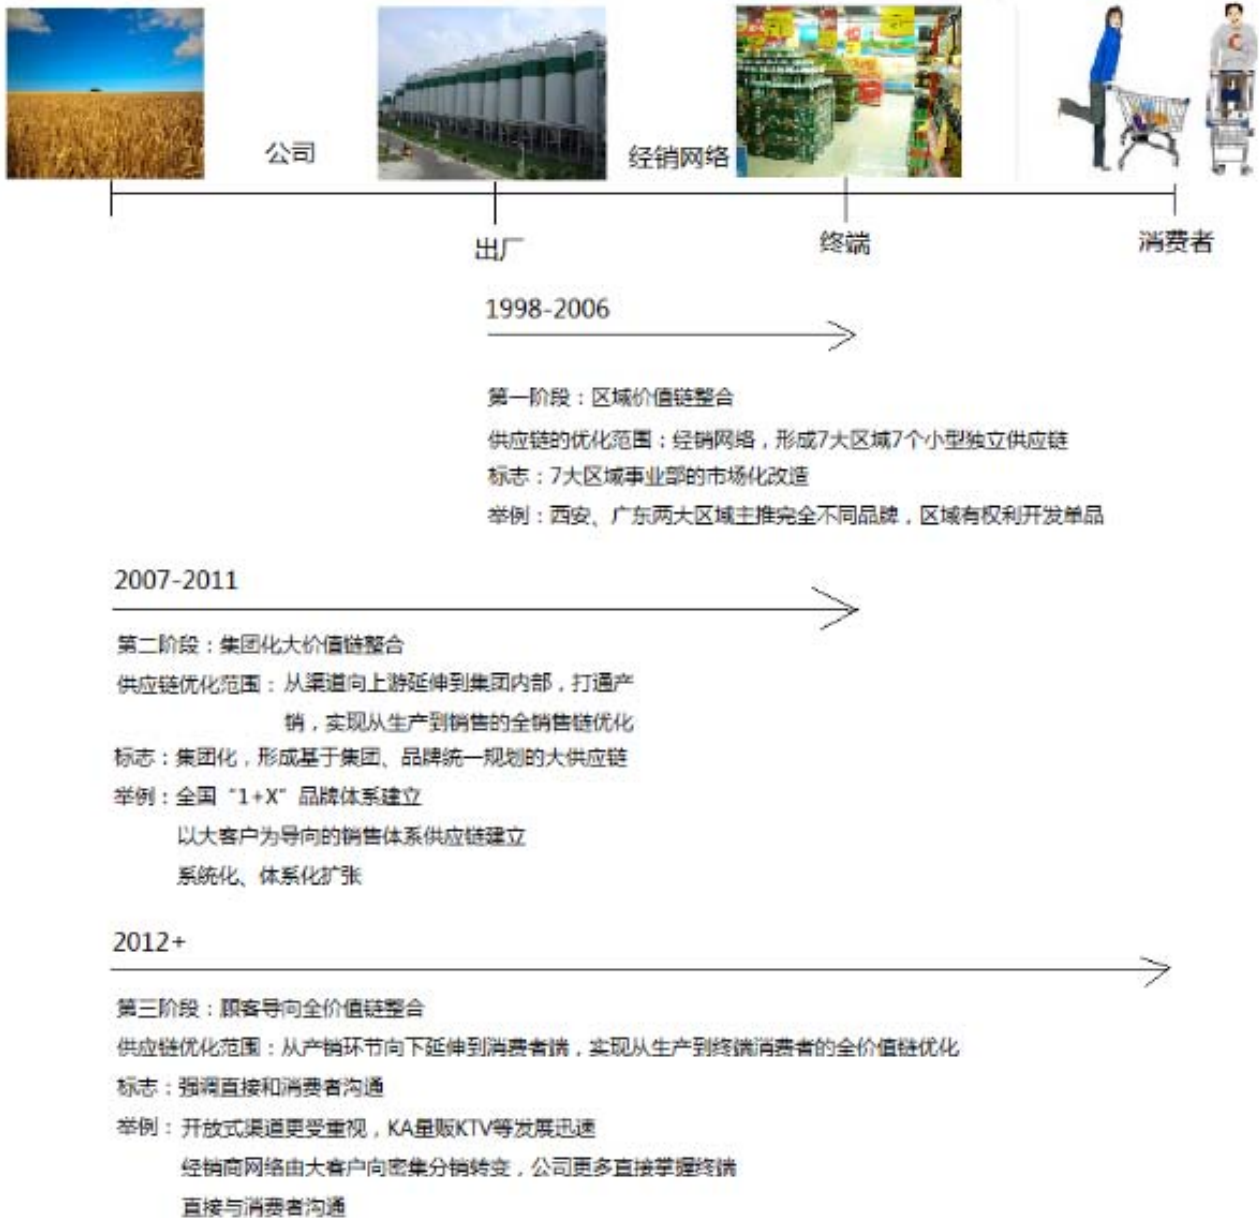 公司
经销网络
出厂
终端
消费者
1998-2006
第一阶段：区域价值链整合
供应链的优化范围：经销网络，形成7大区域7个小型独立供应链
标志：7大区域事业部的市场化改造
举例：西安、广东两大区域主推完全不同品牌，区域有权利开发单品
2007-2011
第二阶段：集团化大价值链整合
供应链优化范围：从渠道向上游延伸到集团内部，打通产
销，实现从生产到销售的全销售链优化
标志：集团化，形成基于集团、品牌统一规划的大供应链
举例：全国“1+X”品牌体系建立
以大客户为导向的销售体系供应链建立
系统化、体系化扩张
2012+
第三阶段：顾客导向全价值链整合
供应链优化范围：从产销环节向下延伸到消费者端，实现从生产到终端消费者的全价值链优化
标志：强调直接和消费者沟通
举例：开放式渠道更受重视，KA量贩KTV等发展迅速
经销商网络由大客户向密集分销转变，公司更多直接掌握终端
直接与消费者沟通